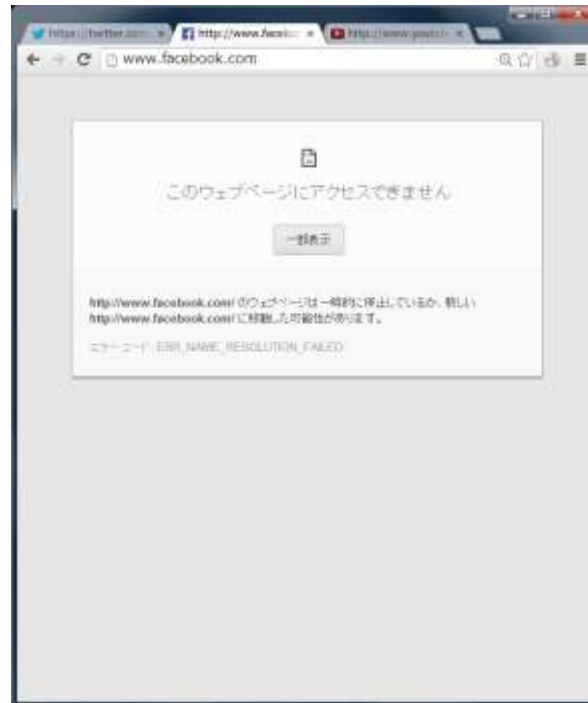 http://www.faceb
www.facebook.com
このウェブページにアクセスできません
一部表示
http://www.facebook.com/ のウェブページは一時的に停止しているか、新しい
http://www.facebook.com/ に移動した可能性があります。
エラー コード: ERR_NAME_RESOLUTION_FAILED